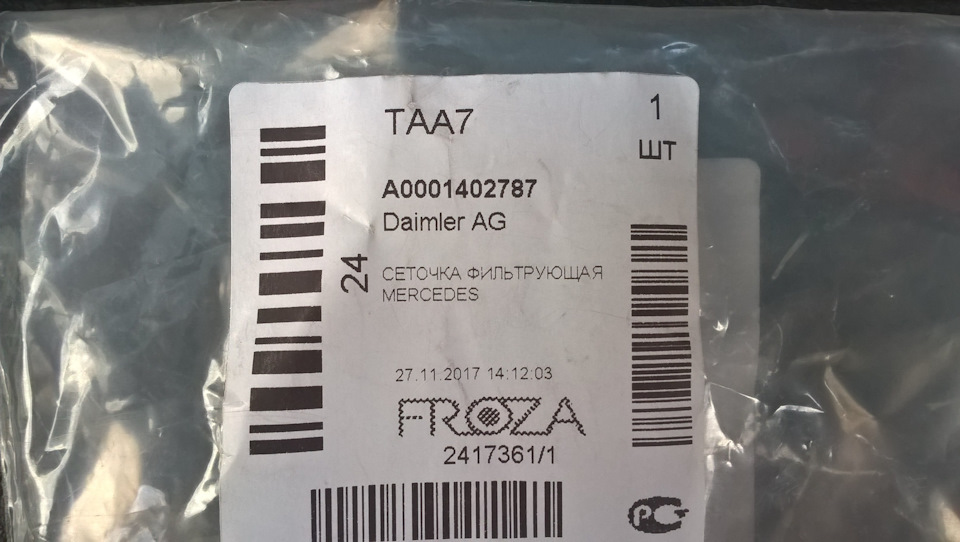 TAA7
1
ШТ
A0001402787
Daimler AG
24
СЕТОЧКА ФИЛЬТРУЮЩАЯ
MERCEDES
27.11.2017 14:12:03
FROZA
2417361/1
РС